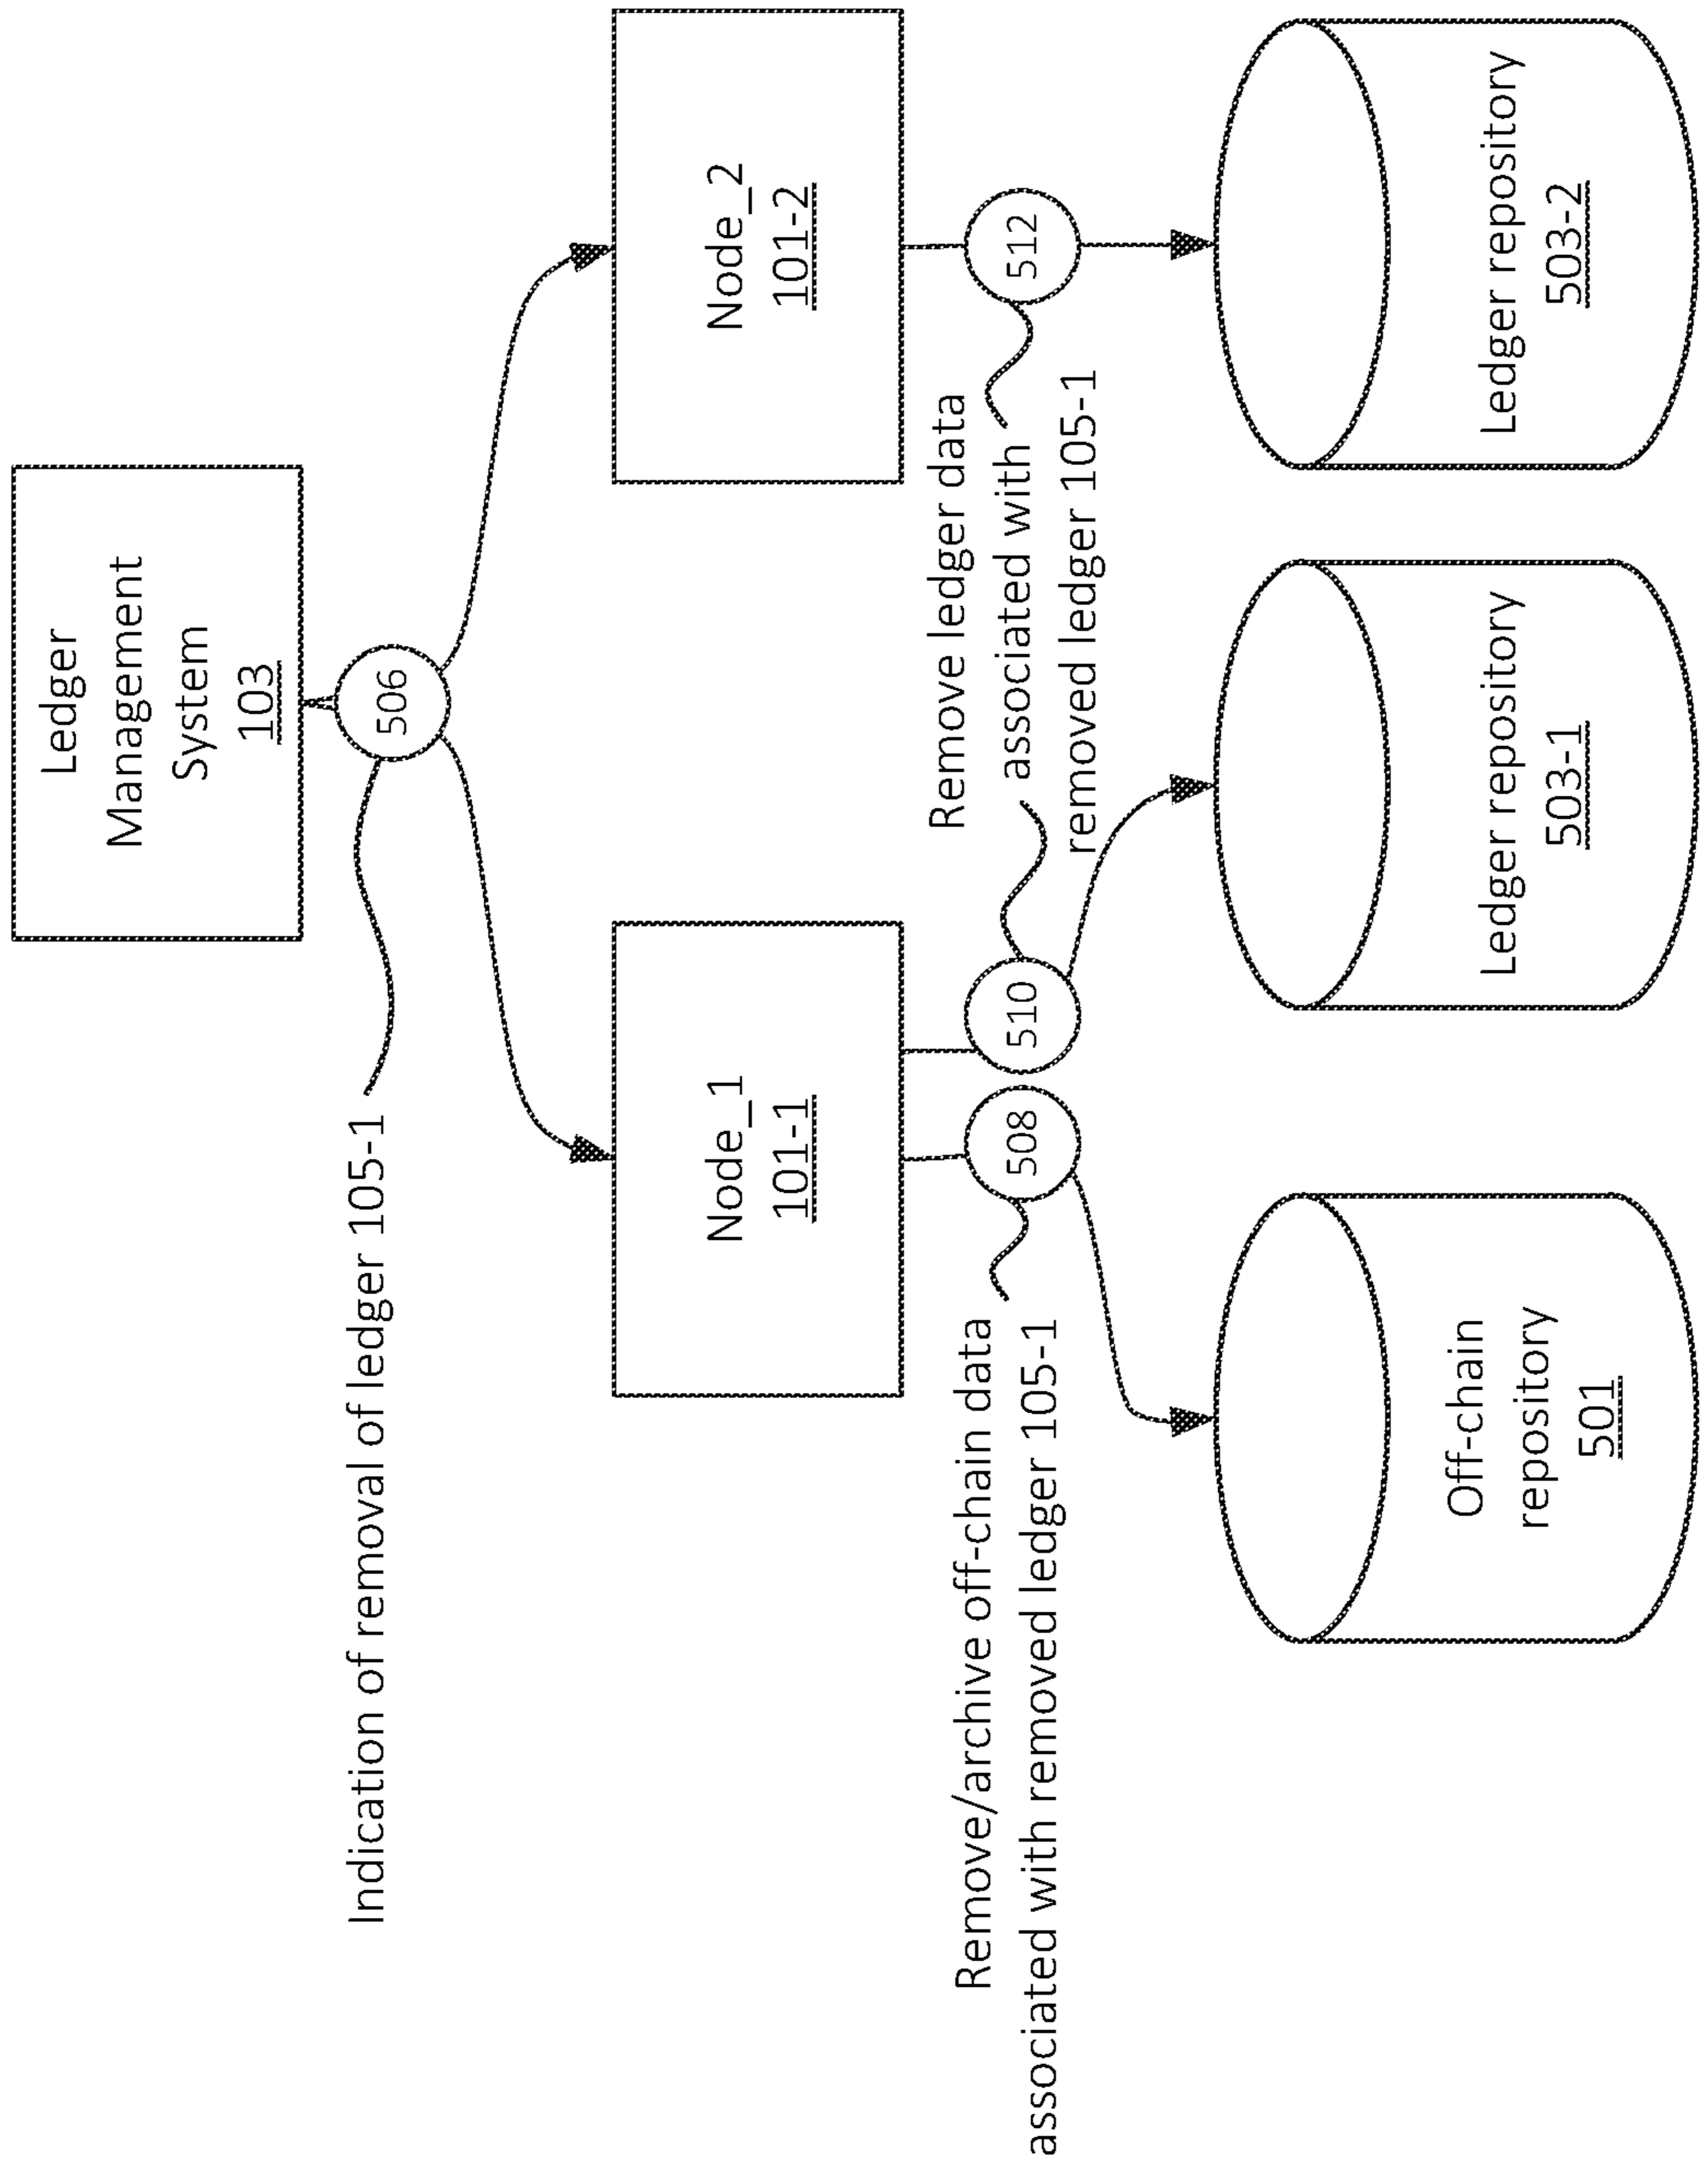 Ledger
Management
System
103
506
Indication of removal of ledger 105-1
Node_1
101-1
Node_2
101-2
Remove/archive off-chain data
associated with removed ledger 105-1
508
510
Remove ledger data
associated with
removed ledger 105-1
512
Off-chain
repository
501
Ledger repository
503-1
Ledger repository
503-2